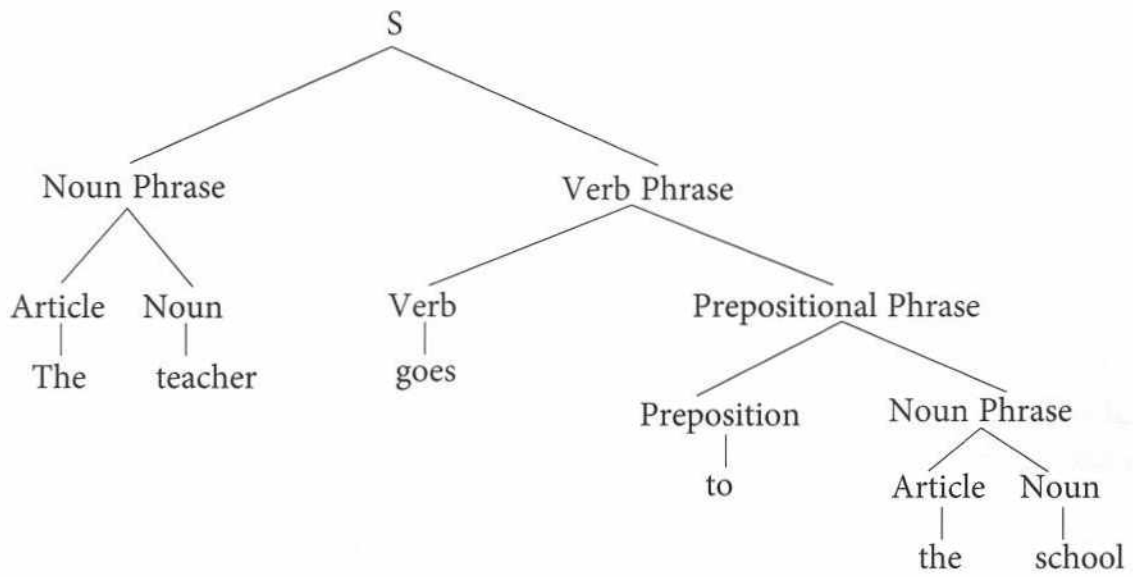 S
Noun Phrase Verb Phrase
Article Noun Verb Prepositional Phrase
The teacher goes
Preposition Noun Phrase
to Article Noun
the school